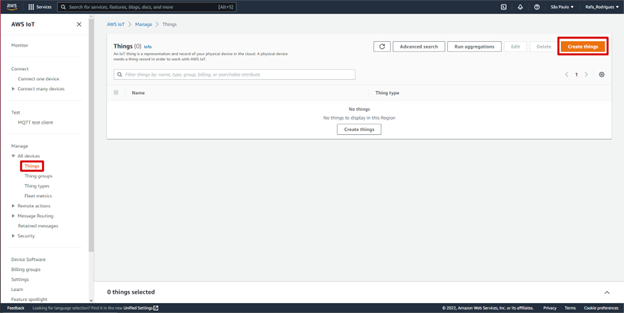 aws
Services
Search for services, features, blogs, docs, and more
[Alt+S]
São Paulo
Rafa_Rodrigues
AWS IoT
Monitor
Connect
Connect one device
Connect many devices
Test
MQTT test client
Manage
All devices
Things
Thing groups
Thing types
Fleet metrics
Remote actions
Message Routing
Retained messages
Security
Device Software
Billing groups
Settings
Learn
Feature spotlight
AWS IoT > Manage > Things
Things (0) Info
An IoT thing is a representation and record of your physical device in the cloud. A physical device
needs a thing record in order to work with AWS IoT.
Advanced search
Run aggregations
Edit
Delete
Create things
Filter things by: name, type, group, billing, or searchable attribute
1
Name
Thing type
No things
No things to display in this Region
Create things
0 things selected
Feedback
Looking for language selection? Find it in the new Unified Settings
© 2022, Amazon Web Services, Inc. or its affiliates.
Privacy
Terms
Cookie preferences